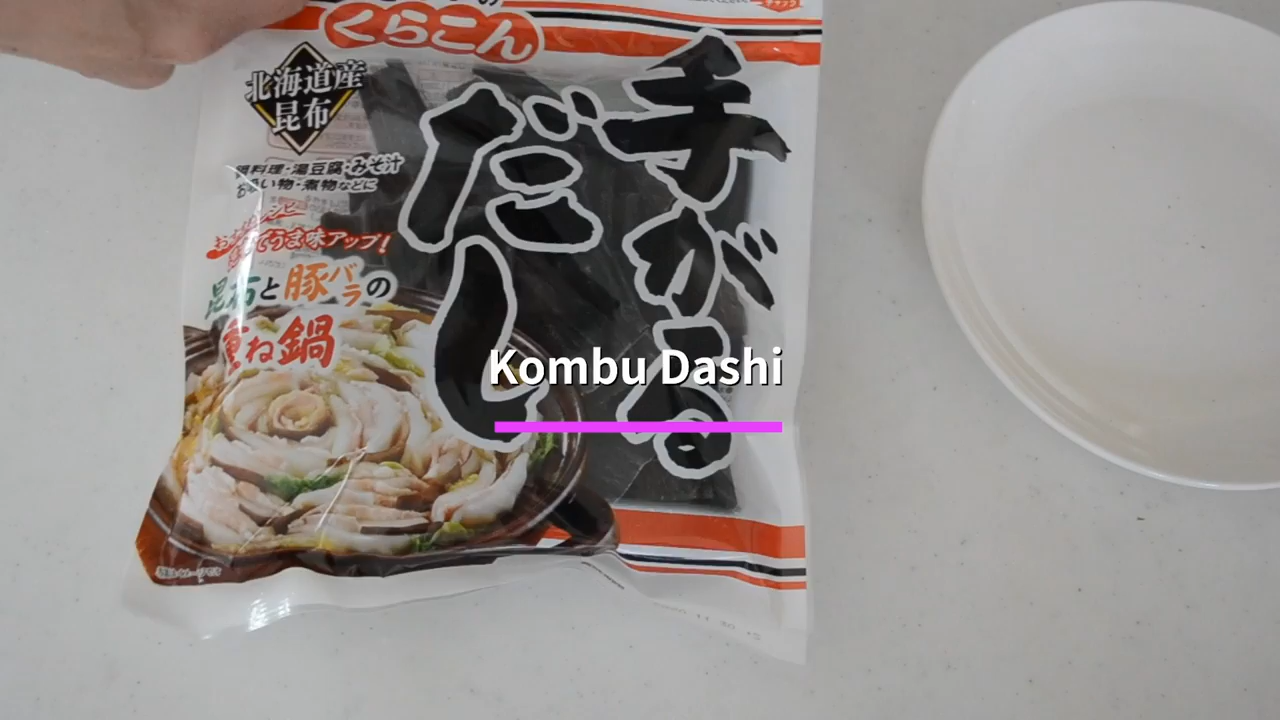 くらこん
手がる
だし
北海道産
昆布
鍋料理・湯豆腐・みそ汁
お吸い物・煮物などに
うま味アップ!
昆布と豚バラの
重ね鍋
Kombu Dashi